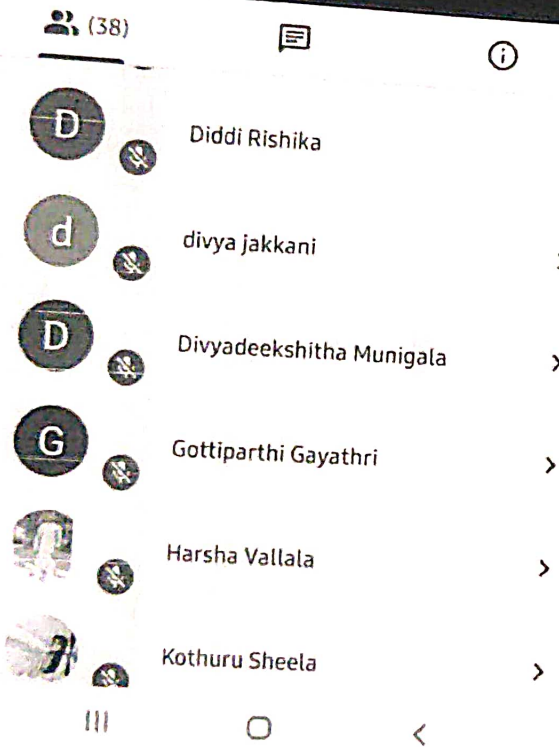 (38)
D
Diddi Rishika
d
divya jakkani
D
Divyadeekshitha Munigala
G
Gottiparthi Gayathri
Harsha Vallala
Kothuru Sheela